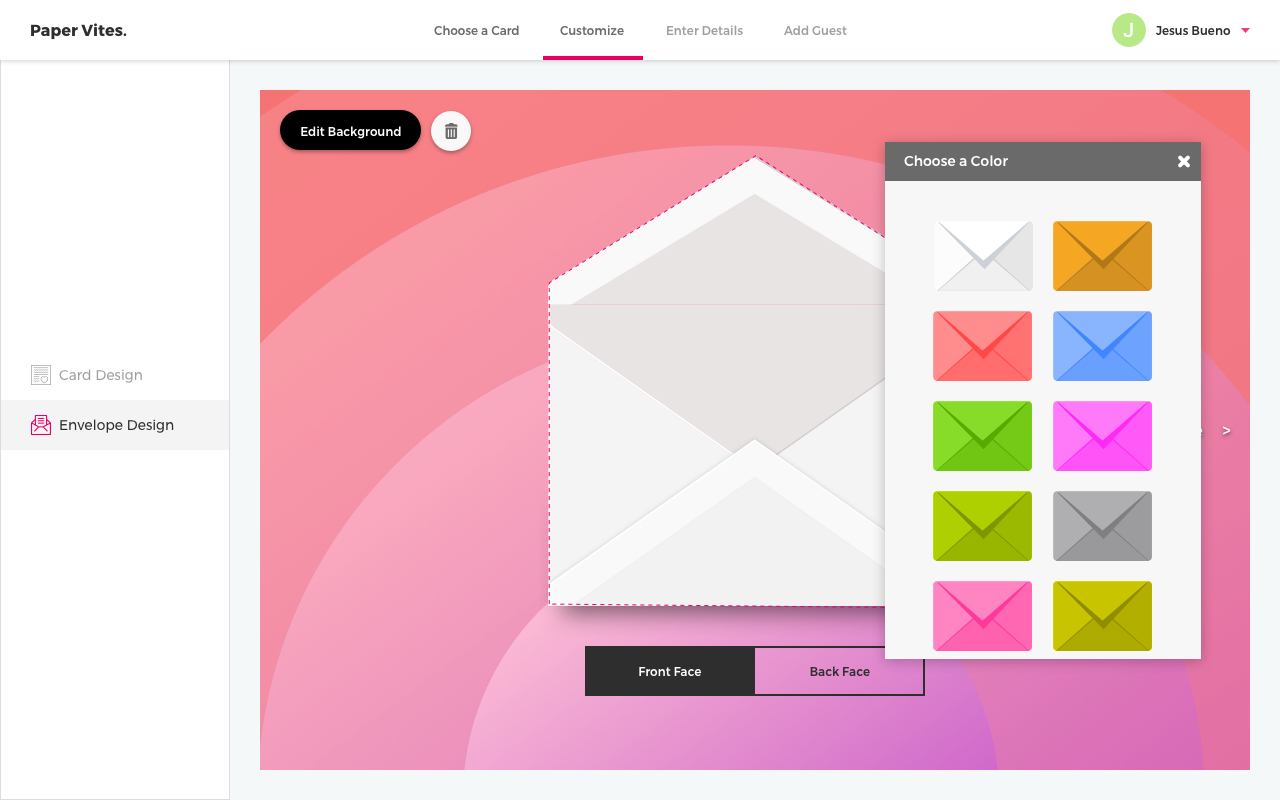 Paper Vites.
Choose a Card
Customize
Enter Details
Add Guest
J
Jesus Bueno
Edit Background
Choose a Color
Card Design
Envelope Design
>
Front Face
Back Face